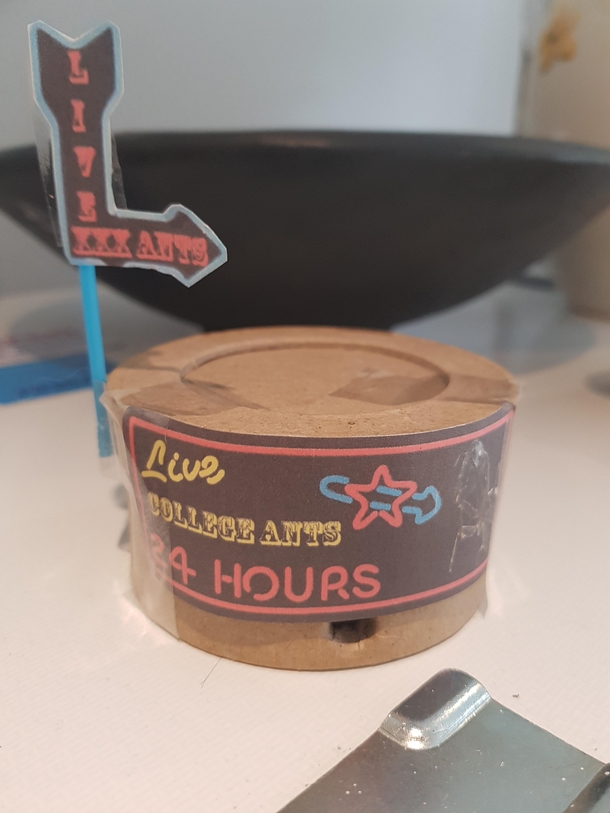 LIVE
XXX ANTS
Live
COLLEGE ANTS
24 HOURS